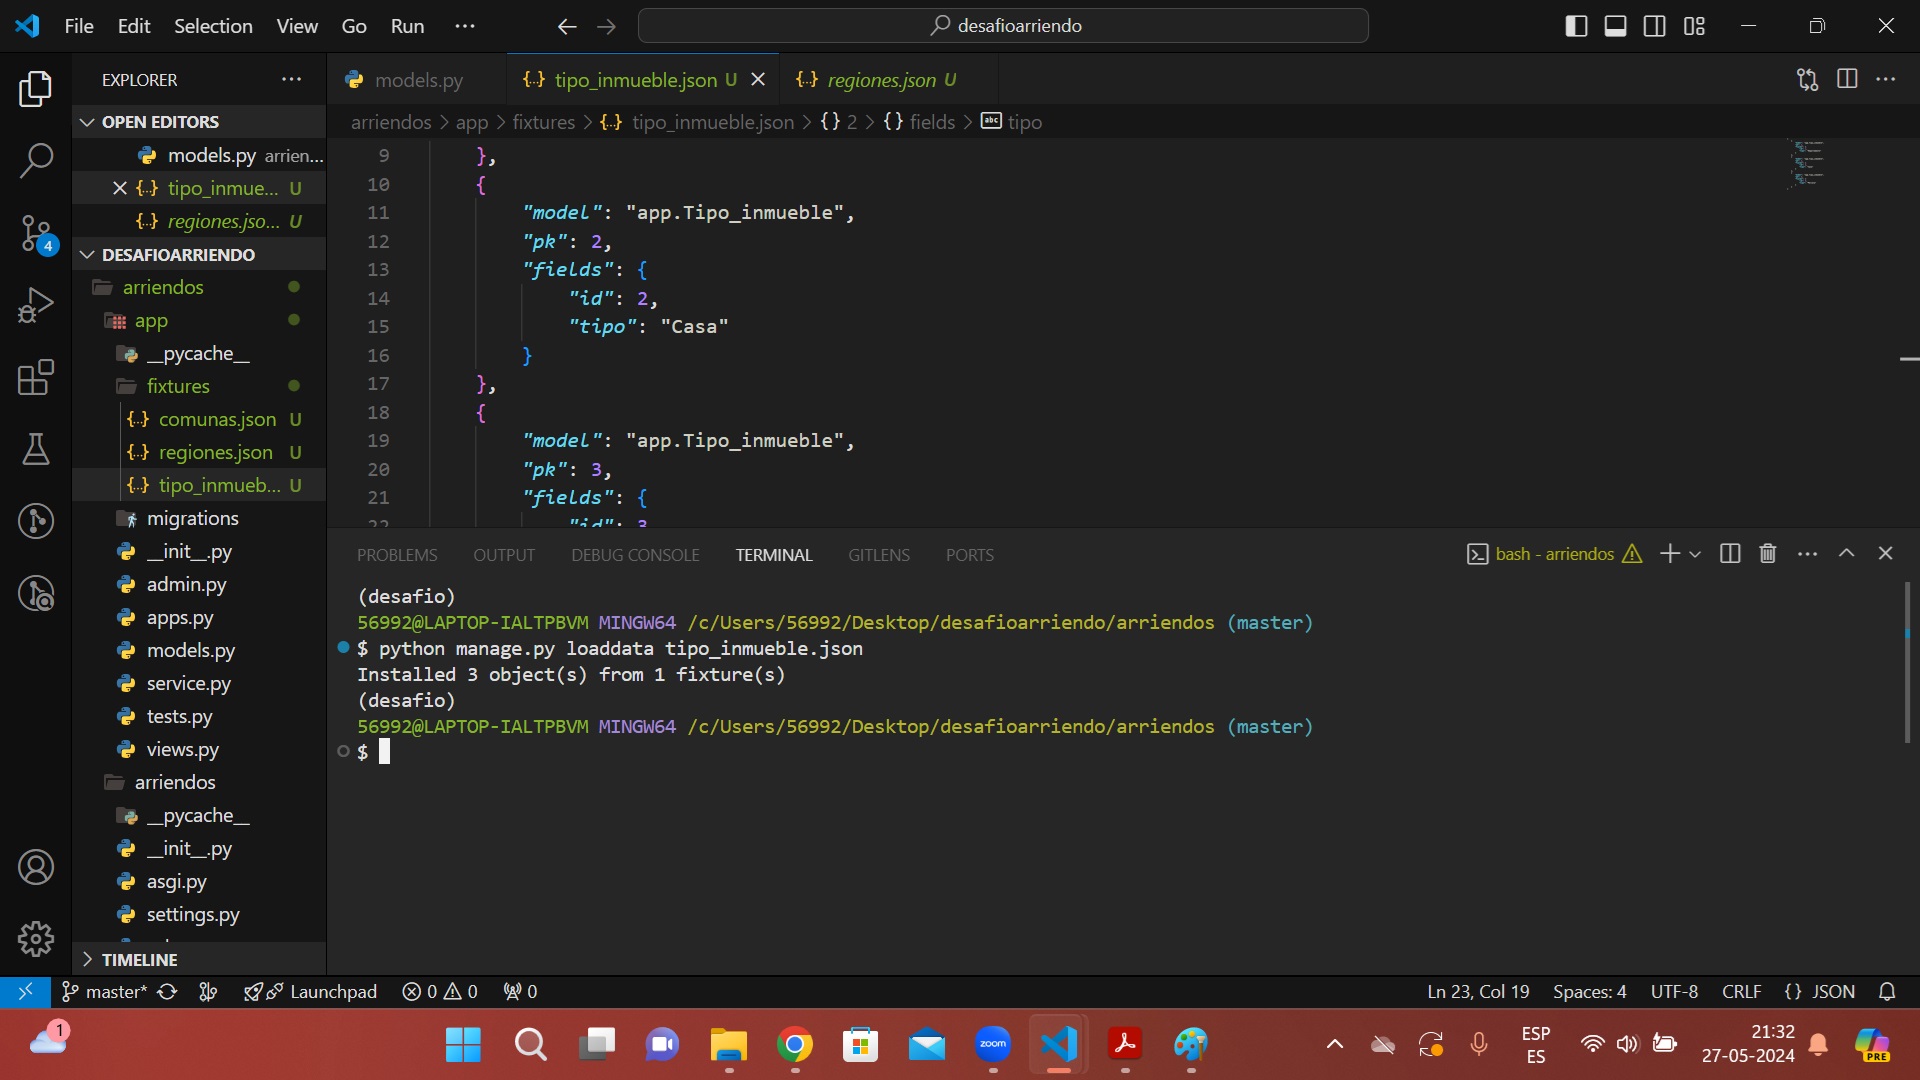 File Edit Selection View Go Run ··· desafioarriendo
EXPLORER ···
OPEN EDITORS
models.py arrien...
tipo_inmue... U
regiones.jso... U
DESAFIOARRIENDO
arriendos
app
__pycache__
fixtures
{..} comunas.json U
{..} regiones.json U
{..} tipo_inmueb... U
migrations
__init__.py
admin.py
apps.py
models.py
service.py
tests.py
views.py
arriendos
__pycache__
__init__.py
asgi.py
settings.py
TIMELINE
models.py {..} tipo_inmueble.json U {..} regiones.json U
arriendos > app > fixtures > {..} tipo_inmueble.json > {} 2 > {} fields > abc tipo
9 },
10 {
11 "model": "app.Tipo_inmueble",
12 "pk": 2,
13 "fields": {
14 "id": 2,
15 "tipo": "Casa"
16 }
17 },
18 {
19 "model": "app.Tipo_inmueble",
20 "pk": 3,
21 "fields": {
22 "id": 3
PROBLEMS OUTPUT DEBUG CONSOLE TERMINAL GITLENS PORTS bash - arriendos
(desafio)
56992@LAPTOP-IALTPBVM MINGW64 /c/Users/56992/Desktop/desafioarriendo/arriendos (master)
$ python manage.py loaddata tipo_inmueble.json
Installed 3 object(s) from 1 fixture(s)
(desafio)
56992@LAPTOP-IALTPBVM MINGW64 /c/Users/56992/Desktop/desafioarriendo/arriendos (master)
$
4
master* Launchpad 0 0 0 Ln 23, Col 19 Spaces: 4 UTF-8 CRLF {} JSON
1 zoom ESP ES 21:32 27-05-2024 PRE